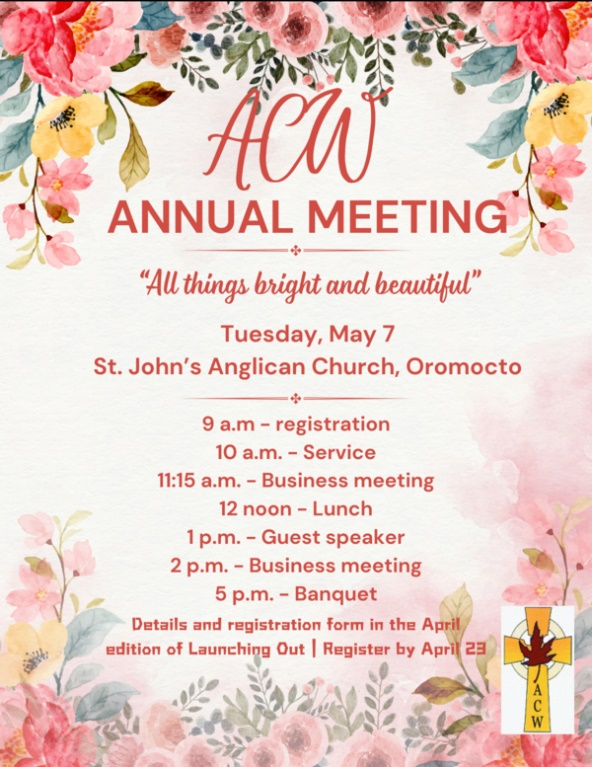 ACW
ANNUAL MEETING
“All things bright and beautiful”
Tuesday, May 7
St. John’s Anglican Church, Oromocto
9 a.m – registration
10 a.m. – Service
11:15 a.m. – Business meeting
12 noon – Lunch
1 p.m. – Guest speaker
2 p.m. – Business meeting
5 p.m. – Banquet
Details and registration form in the April
edition of Launching Out | Register by April 23
A
C
W